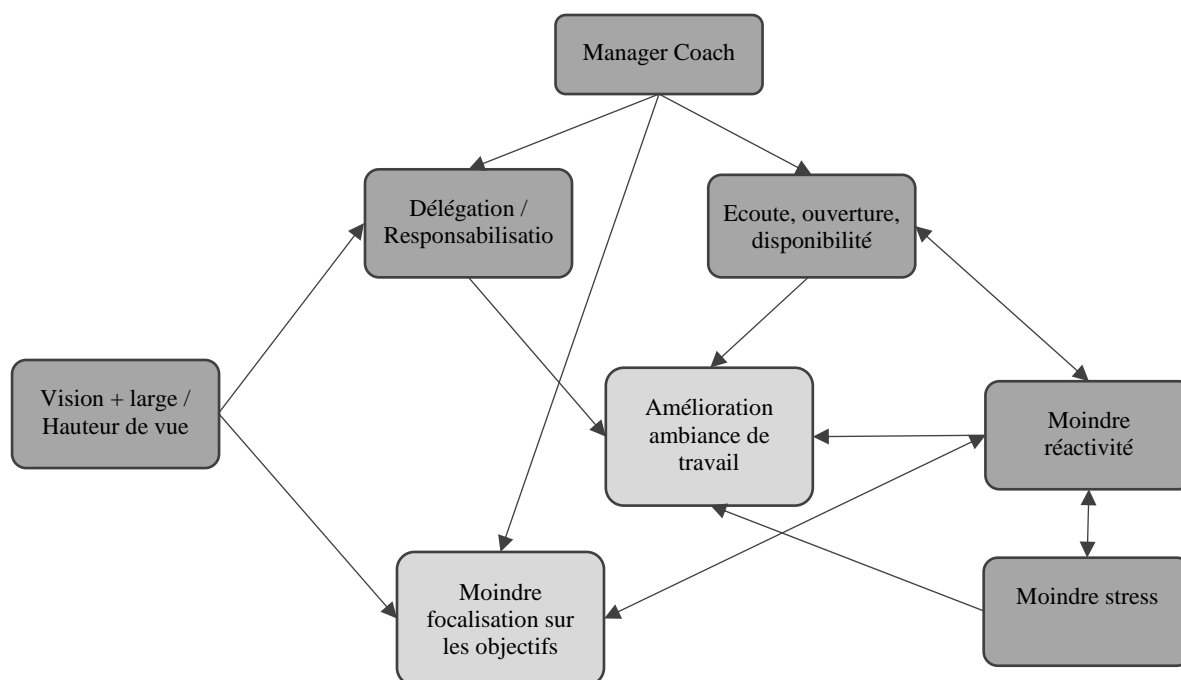 Manager Coach
Délégation /
Responsabilisatio
Ecoute, ouverture,
disponibilité
Vision + large /
Hauteur de vue
Amélioration
ambiance de
travail
Moindre
réactivité
Moindre
focalisation sur
les objectifs
Moindre stress